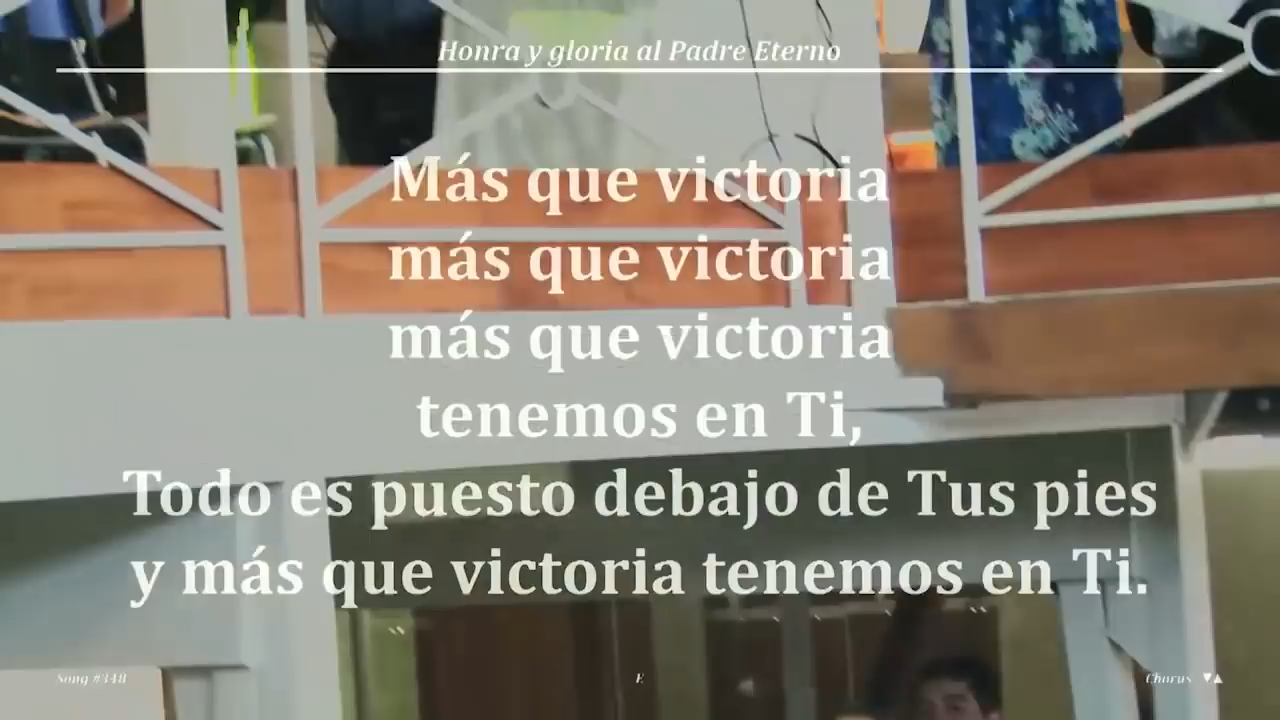 Honra y gloria al Padre Eterno
Más que victoria
más que victoria
más que victoria
tenemos en Ti,
Todo es puesto debajo de Tus pies
y más que victoria tenemos en Ti.
Song #348
E
Chorus ▼▲